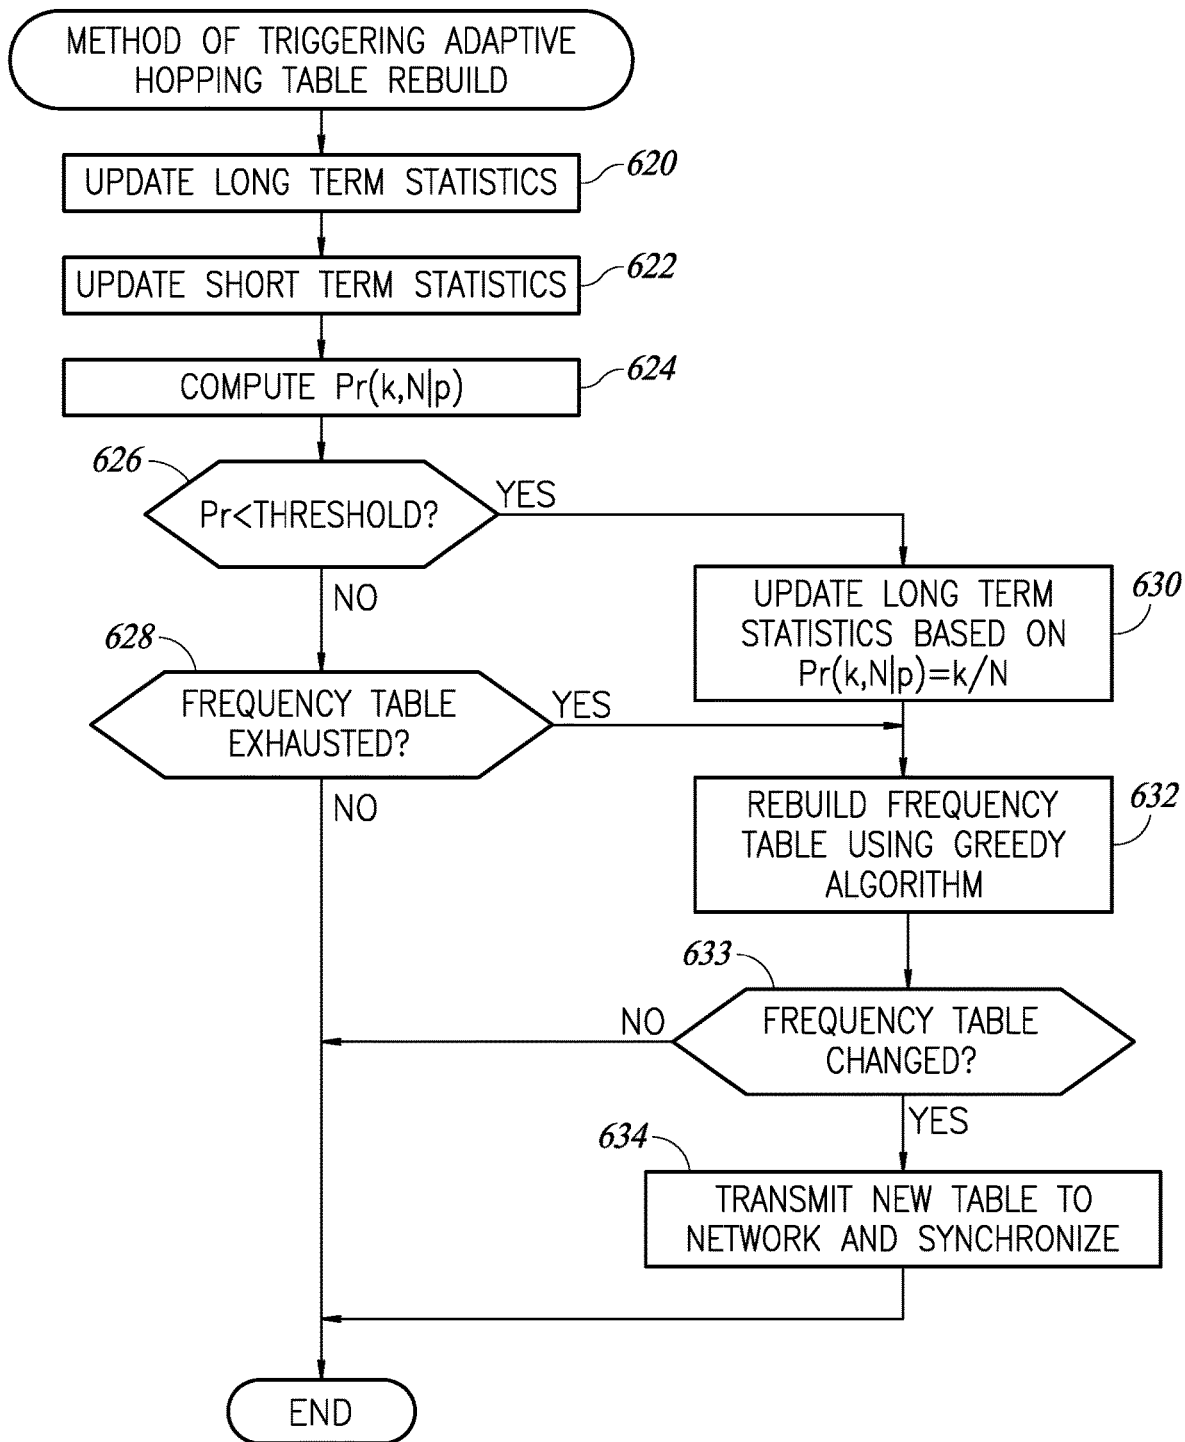 METHOD OF TRIGGERING ADAPTIVE
HOPPING TABLE REBUILD
UPDATE LONG TERM STATISTICS
620
UPDATE SHORT TERM STATISTICS
622
COMPUTE Pr(k,N|p)
624
626
Pr<THRESHOLD?
YES
NO
UPDATE LONG TERM
STATISTICS BASED ON
Pr(k,N|p)=k/N
630
628
FREQUENCY TABLE
EXHAUSTED?
YES
NO
REBUILD FREQUENCY
TABLE USING GREEDY
ALGORITHM
632
633
FREQUENCY TABLE
CHANGED?
NO
YES
634
TRANSMIT NEW TABLE TO
NETWORK AND SYNCHRONIZE
END